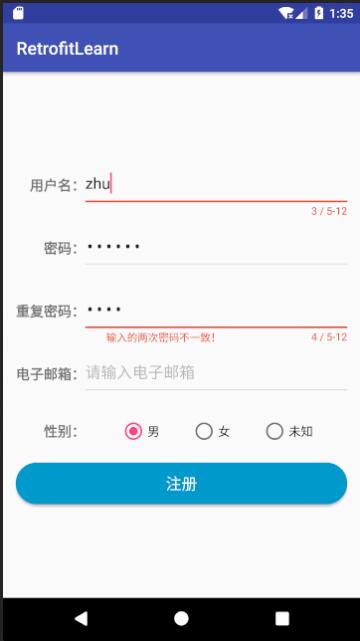 1:35
RetrofitLearn
用户名： zhu
3 / 5-12
密码： ••••••
重复密码： ••••
输入的两次密码不一致！ 4 / 5-12
电子邮箱： 请输入电子邮箱
性别： 男 女 未知
注册